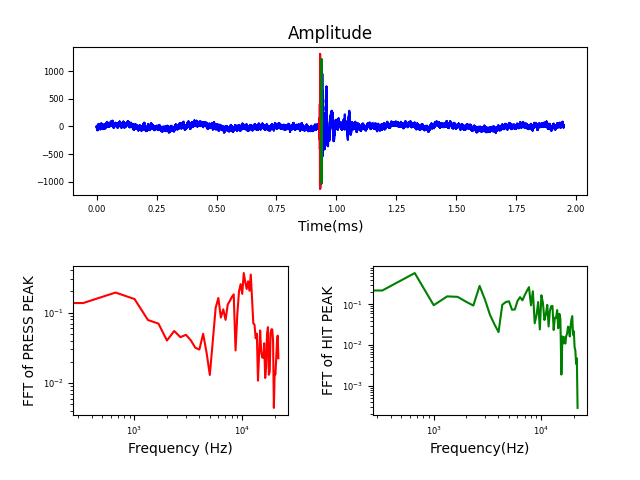 Amplitude
1000
500
0
−500
−1000
0.00 0.25 0.50 0.75 1.00 1.25 1.50 1.75 2.00
Time(ms)
FFT of PRESS PEAK
10⁻¹
10⁻²
10³ 10⁴
Frequency (Hz)
FFT of HIT PEAK
10⁻¹
10⁻²
10⁻³
10³ 10⁴
Frequency(Hz)